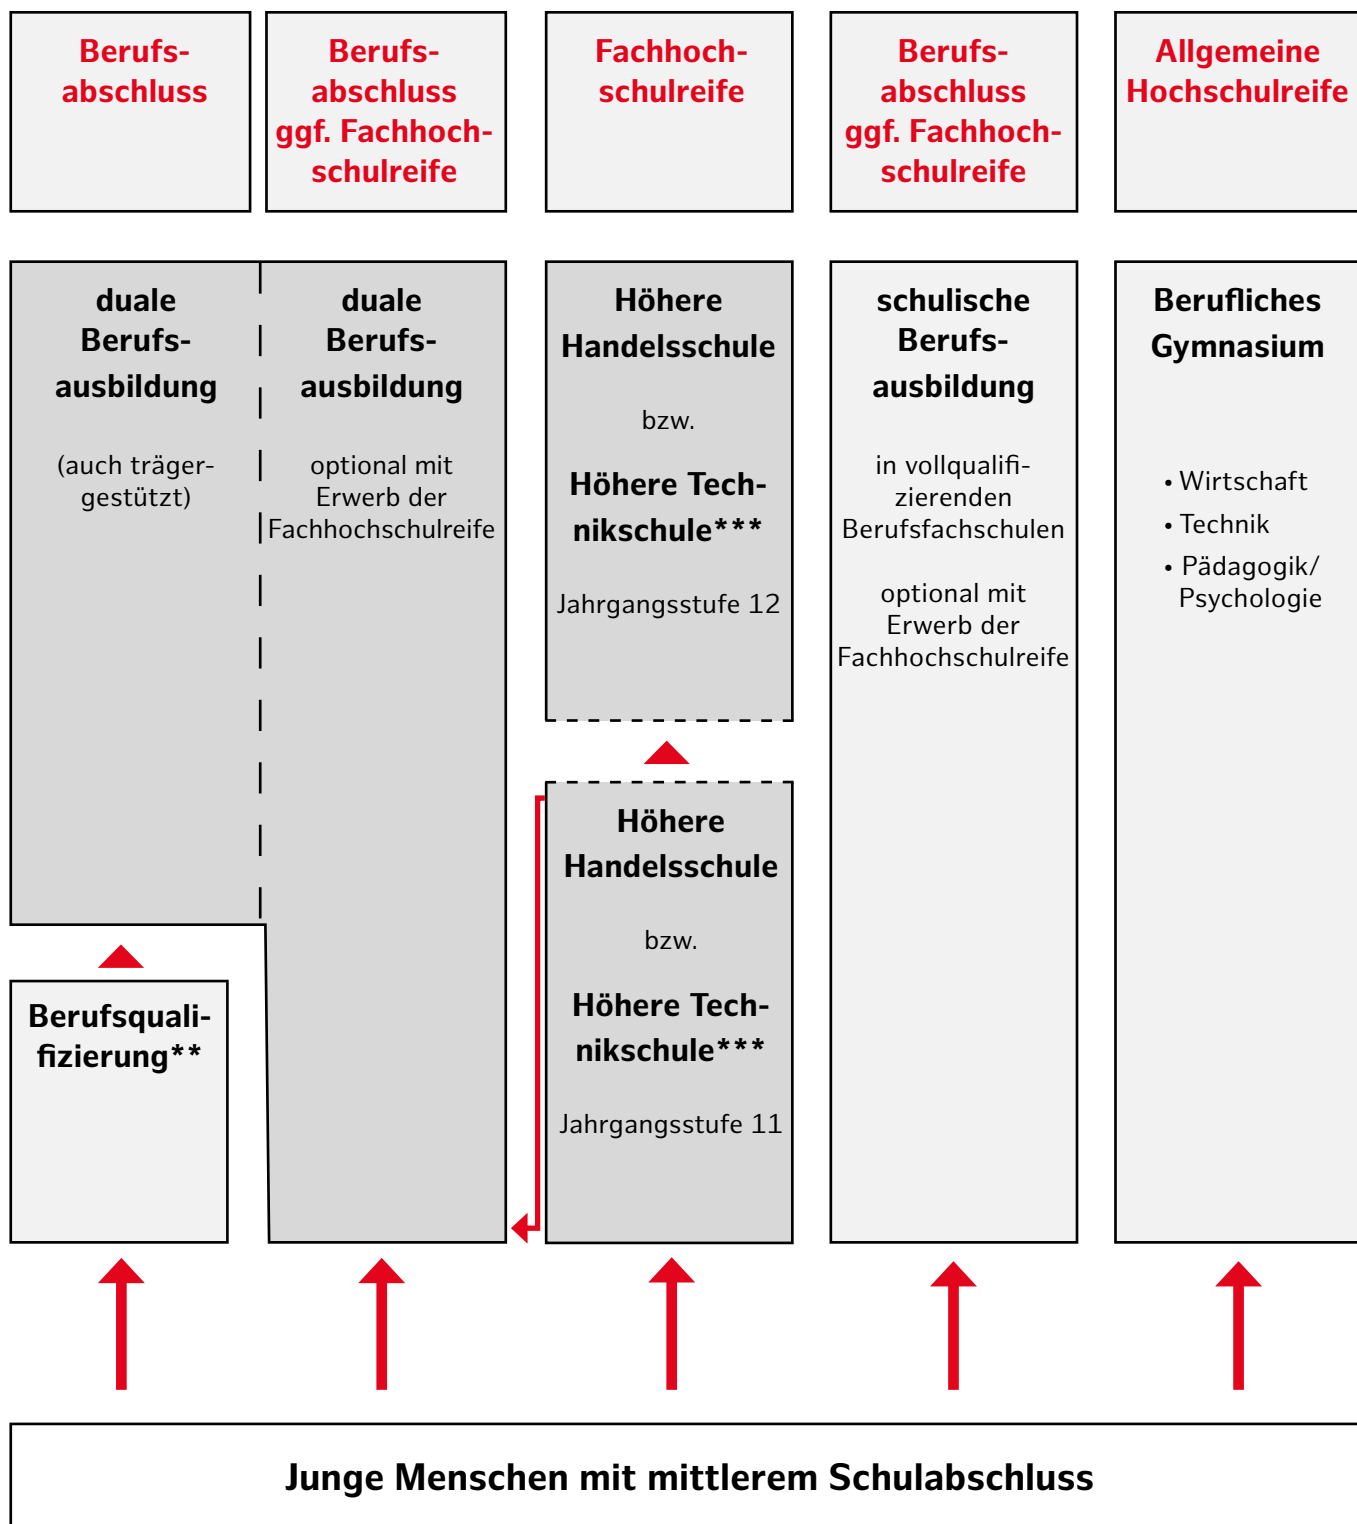 Berufs-
abschluss
Berufs-
abschluss
ggf. Fachhoch-
schulreife
Fachhoch-
schulreife
Berufs-
abschluss
ggf. Fachhoch-
schulreife
Allgemeine
Hochschulreife
duale
Berufs-
ausbildung
(auch träger-
gestützt)
duale
Berufs-
ausbildung
optional mit
Erwerb der
Fachhochschulreife
Höhere
Handelsschule
bzw.
Höhere Tech-
nikschule***
Jahrgangsstufe 12
schulische
Berufs-
ausbildung
in vollqualifi-
zierenden
Berufsfachschulen
optional mit
Erwerb der
Fachhochschulreife
Berufliches
Gymnasium
• Wirtschaft
• Technik
• Pädagogik/
Psychologie
Höhere
Handelsschule
bzw.
Höhere Tech-
nikschule***
Jahrgangsstufe 11
Berufsquali-
fizierung**
Junge Menschen mit mittlerem Schulabschluss